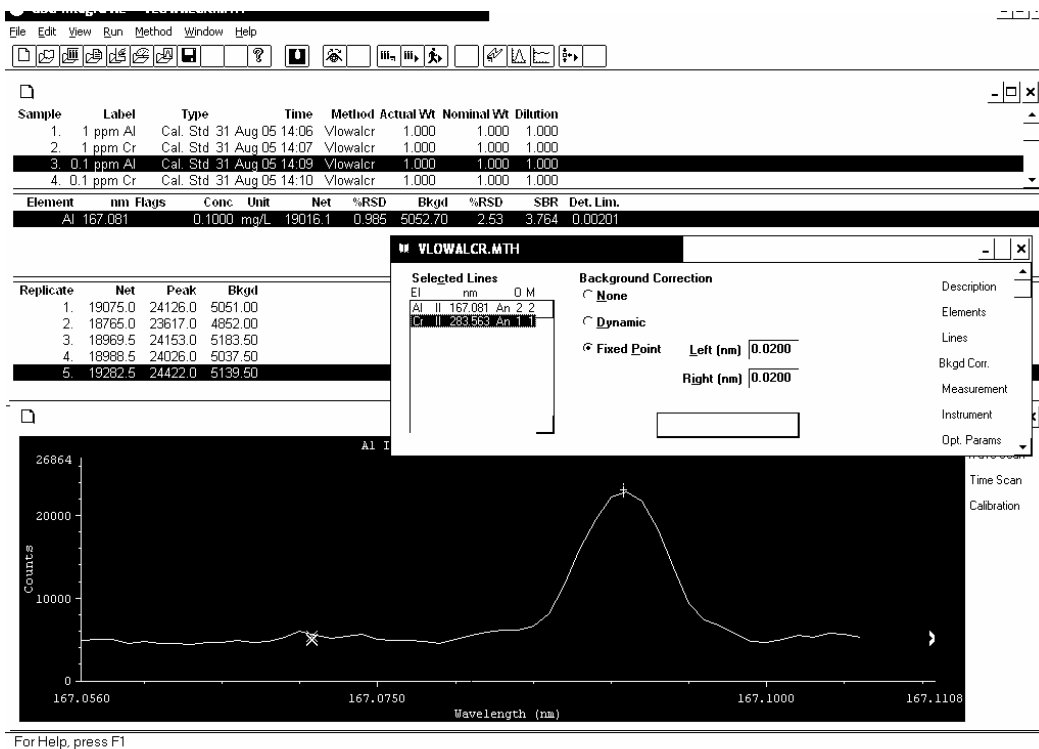 File Edit View Run Method Window Help
Sample Label Type Time Method Actual Wt Nominal Wt Dilution
1. 1 ppm Al Cal. Std 31 Aug 05 14:06 Vlowalcr 1.000 1.000 1.000
2. 1 ppm Cr Cal. Std 31 Aug 05 14:07 Vlowalcr 1.000 1.000 1.000
3. 0.1 ppm Al Cal. Std 31 Aug 05 14:09 Vlowalcr 1.000 1.000 1.000
4. 0.1 ppm Cr Cal. Std 31 Aug 05 14:10 Vlowalcr 1.000 1.000 1.000
Element nm Flags Conc Unit Net %RSD Bkgd %RSD SBR Det. Lim.
Al 167.081 0.1000 mg/L 19016.1 0.985 5052.70 2.53 3.764 0.00201
VLOWALCR.MTH
Selected Lines
El nm O M
Al II 167.081 An 2 2
Cr II 283.563 An 1 1
Background Correction
None
Dynamic
Fixed Point Left (nm) 0.0200
Right (nm) 0.0200
Description
Elements
Lines
Bkgd Corr.
Measurement
Instrument
Opt. Params
Replicate Net Peak Bkgd
1. 19075.0 24126.0 5051.00
2. 18765.0 23617.0 4852.00
3. 18969.5 24153.0 5183.50
4. 18988.5 24026.0 5037.50
5. 19282.5 24422.0 5139.50
Al I
Time Scan
Calibration
26864
20000
10000
0
Counts
167.0560 167.0750 167.1000 167.1108
Wavelength (nm)
For Help, press F1